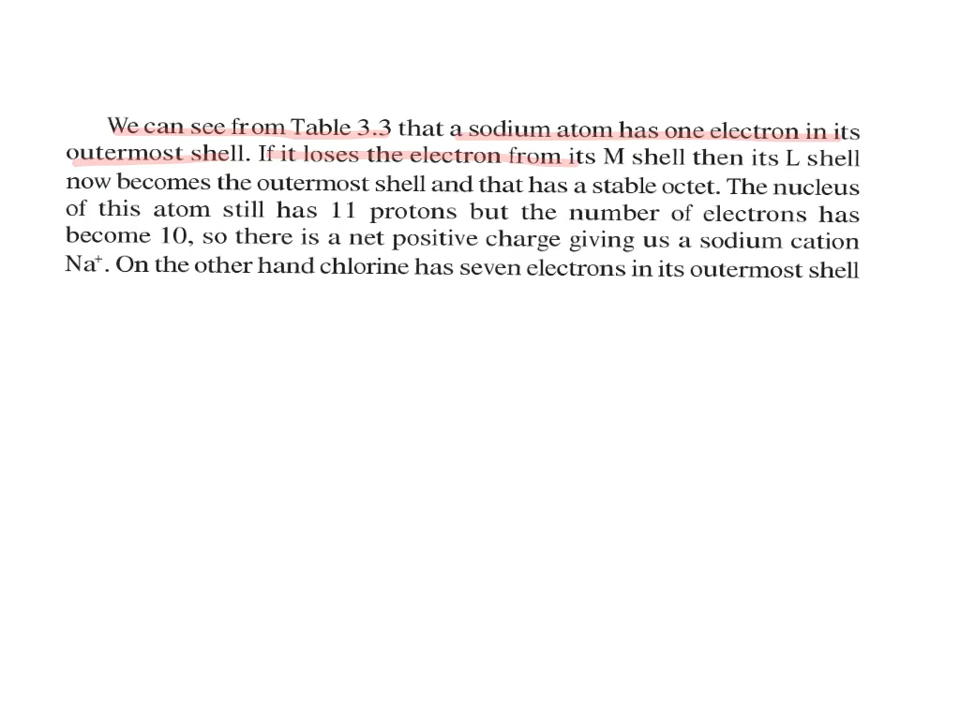 We can see from Table 3.3 that a sodium atom has one electron in its
outermost shell. If it loses the electron from its M shell then its L shell
now becomes the outermost shell and that has a stable octet. The nucleus
of this atom still has 11 protons but the number of electrons has
become 10, so there is a net positive charge giving us a sodium cation
Na⁺. On the other hand chlorine has seven electrons in its outermost shell